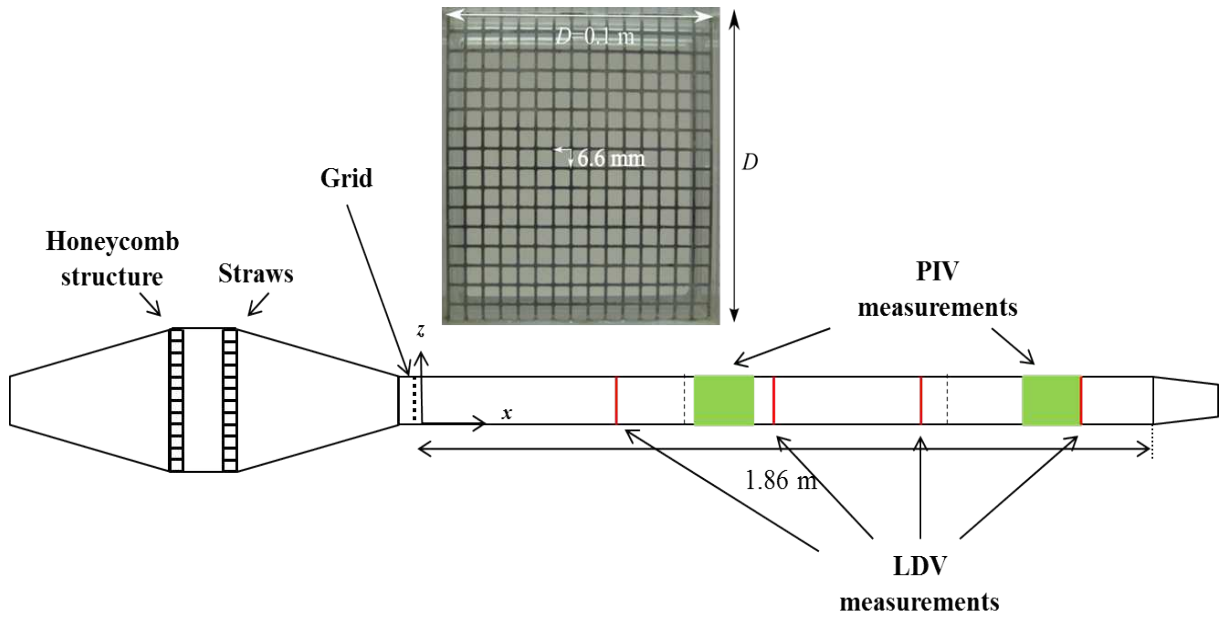 D=0.1 m
6.6 mm
D
Grid
Honeycomb
structure
Straws
PIV
measurements
z
x
1.86 m
LDV
measurements